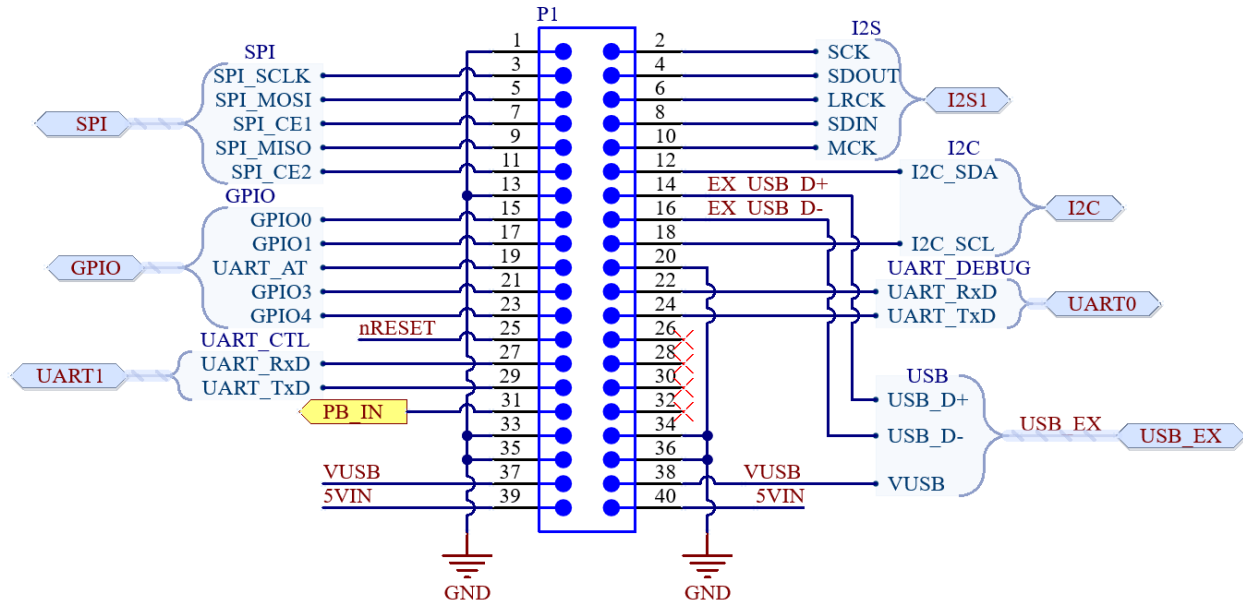 P1
1 2 I2S
SPI SCK
SPI_SCLK 3 4 SDOUT
SPI_MOSI 5 6 LRCK I2S1
SPI SPI_CE1 7 8 SDIN
SPI_MISO 9 10 MCK I2C
SPI_CE2 11 12 I2C_SDA
GPIO 13 EX_USB_D+ 14
GPIO0 15 EX_USB_D- 16 I2C
GPIO1 17 18 I2C_SCL
GPIO UART_AT 19 20 UART_DEBUG
GPIO3 21 22 UART_RxD UART0
GPIO4 23 24 UART_TxD
UART_CTL nRESET 25 26
UART1 UART_RxD 27 28
UART_TxD 29 30 USB
PB_IN 31 32 USB_D+
33 34 USB_D- USB_EX USB_EX
35 36
VUSB 37 38 VUSB VUSB
5VIN 39 40 5VIN
GND GND